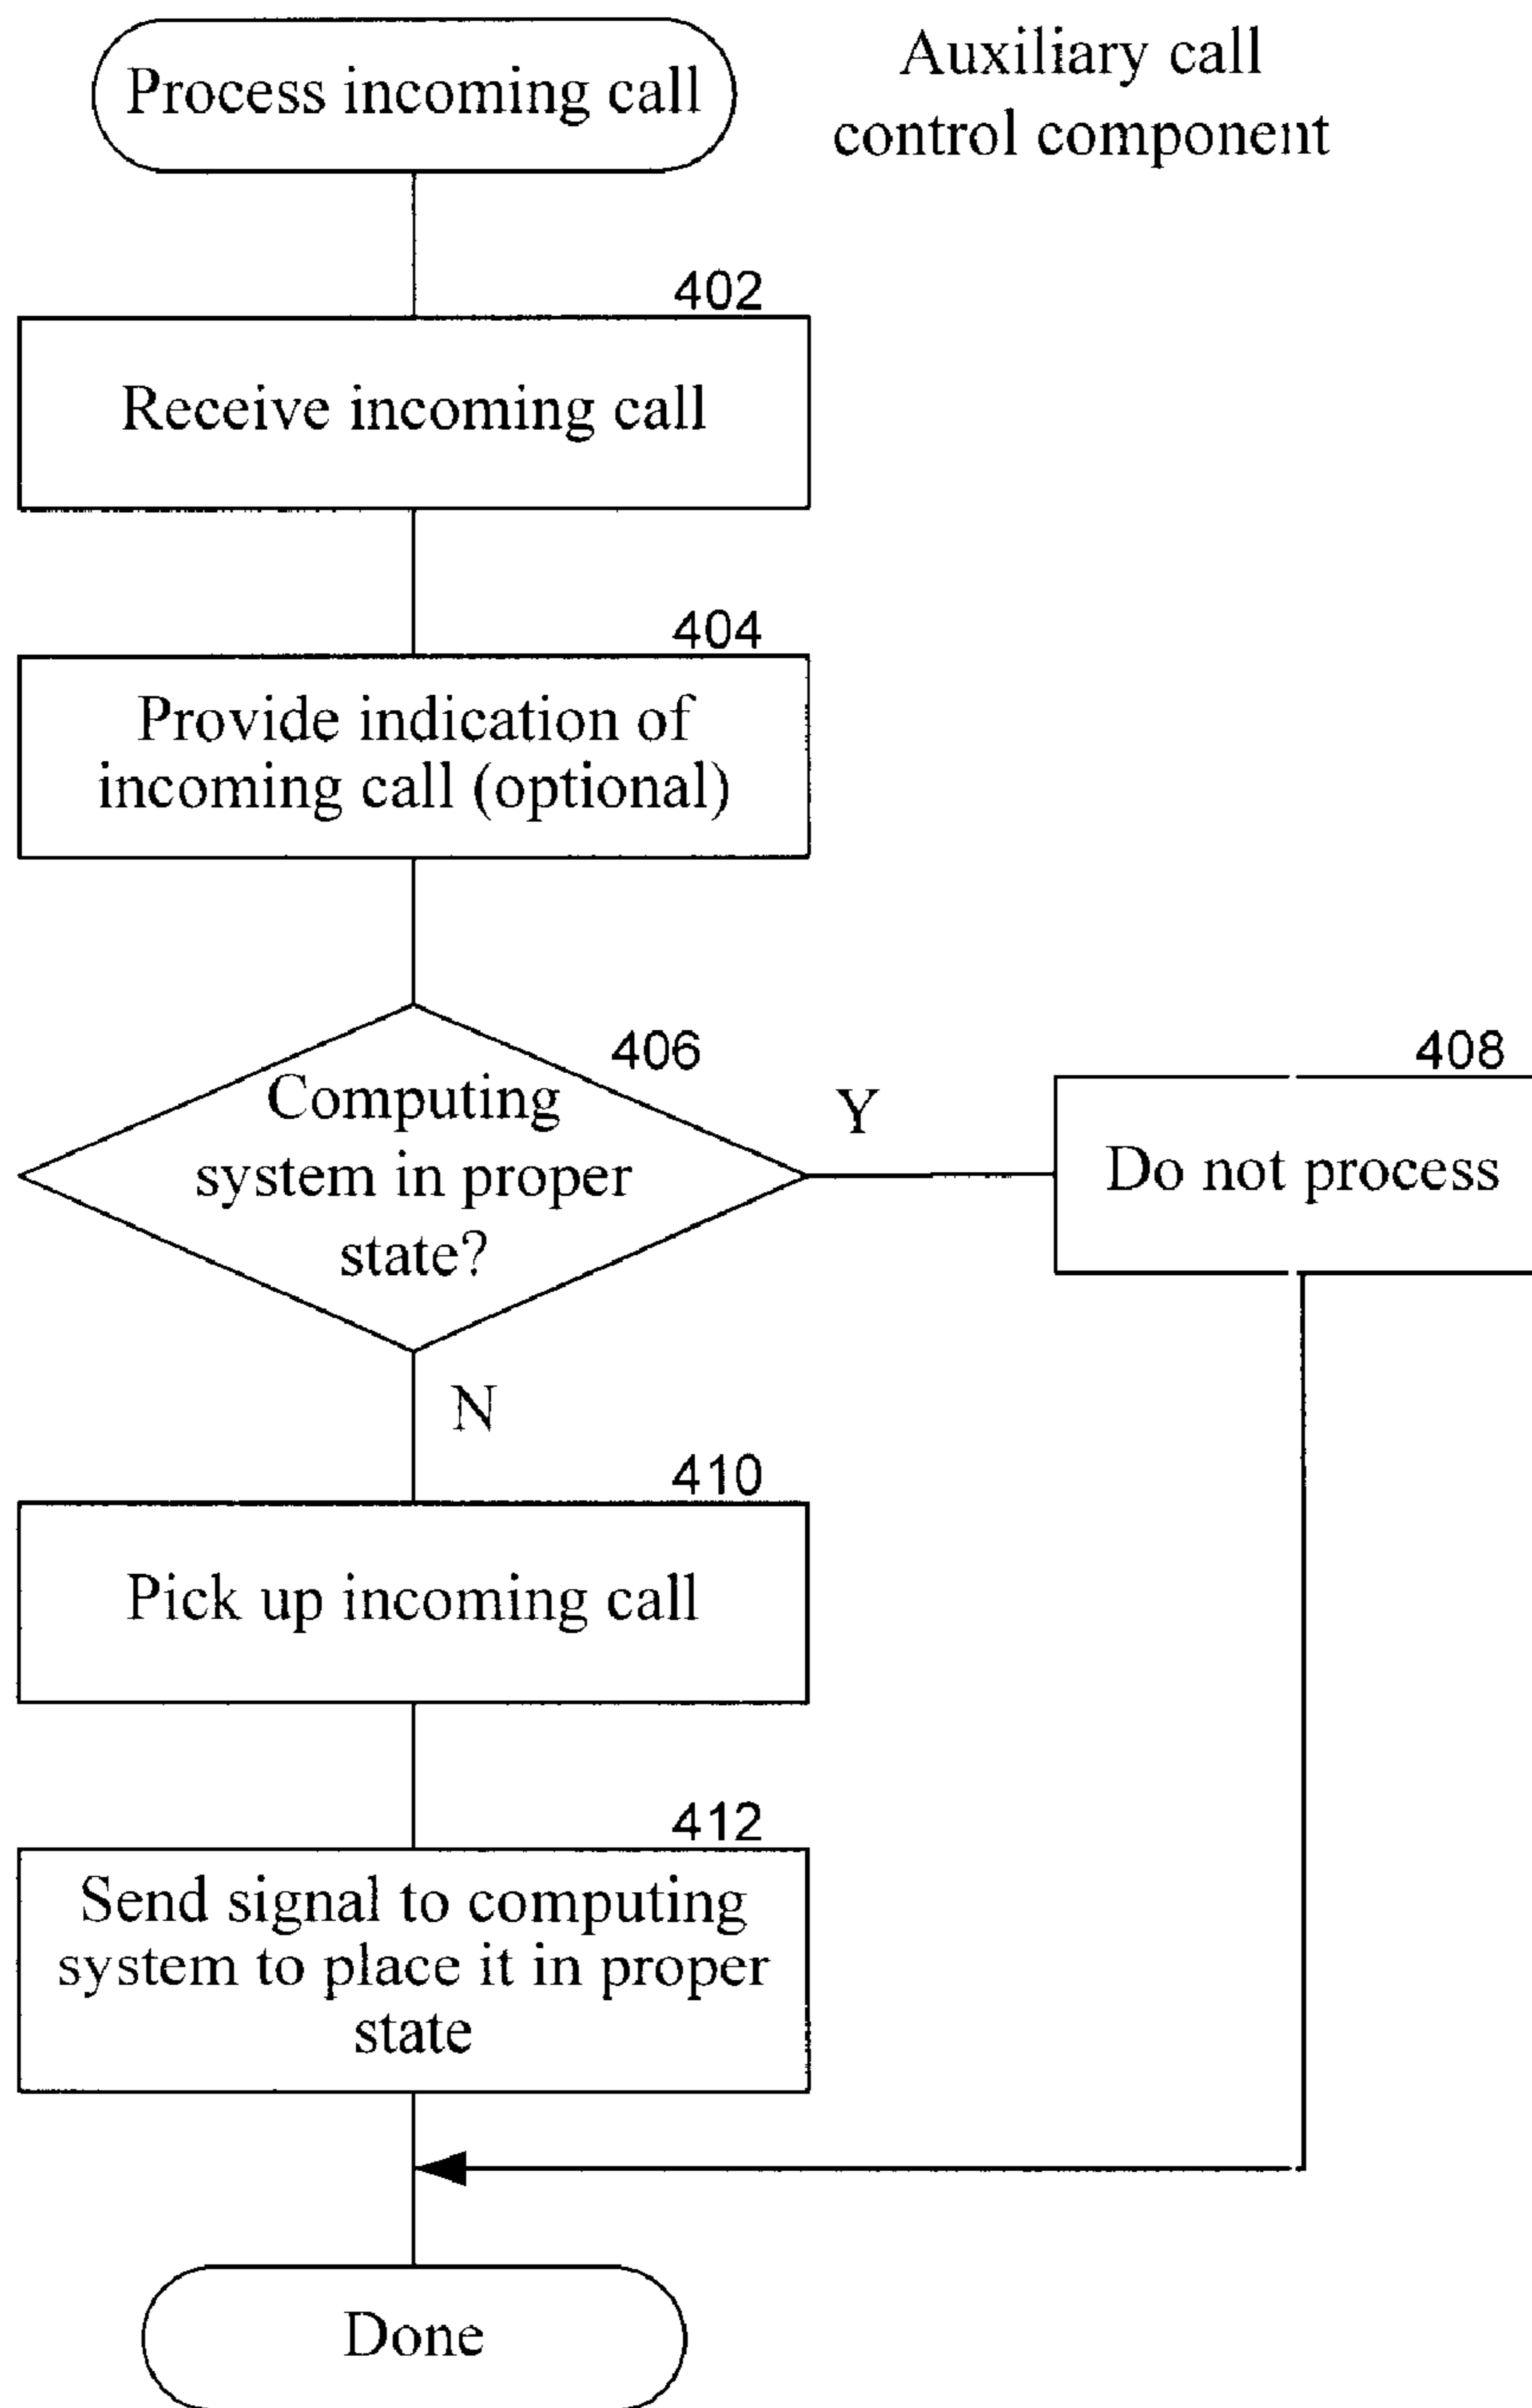 Process incoming call
Auxiliary call
control component
402
Receive incoming call
404
Provide indication of
incoming call (optional)
406
Computing
system in proper
state?
Y
408
Do not process
N
410
Pick up incoming call
412
Send signal to computing
system to place it in proper
state
Done